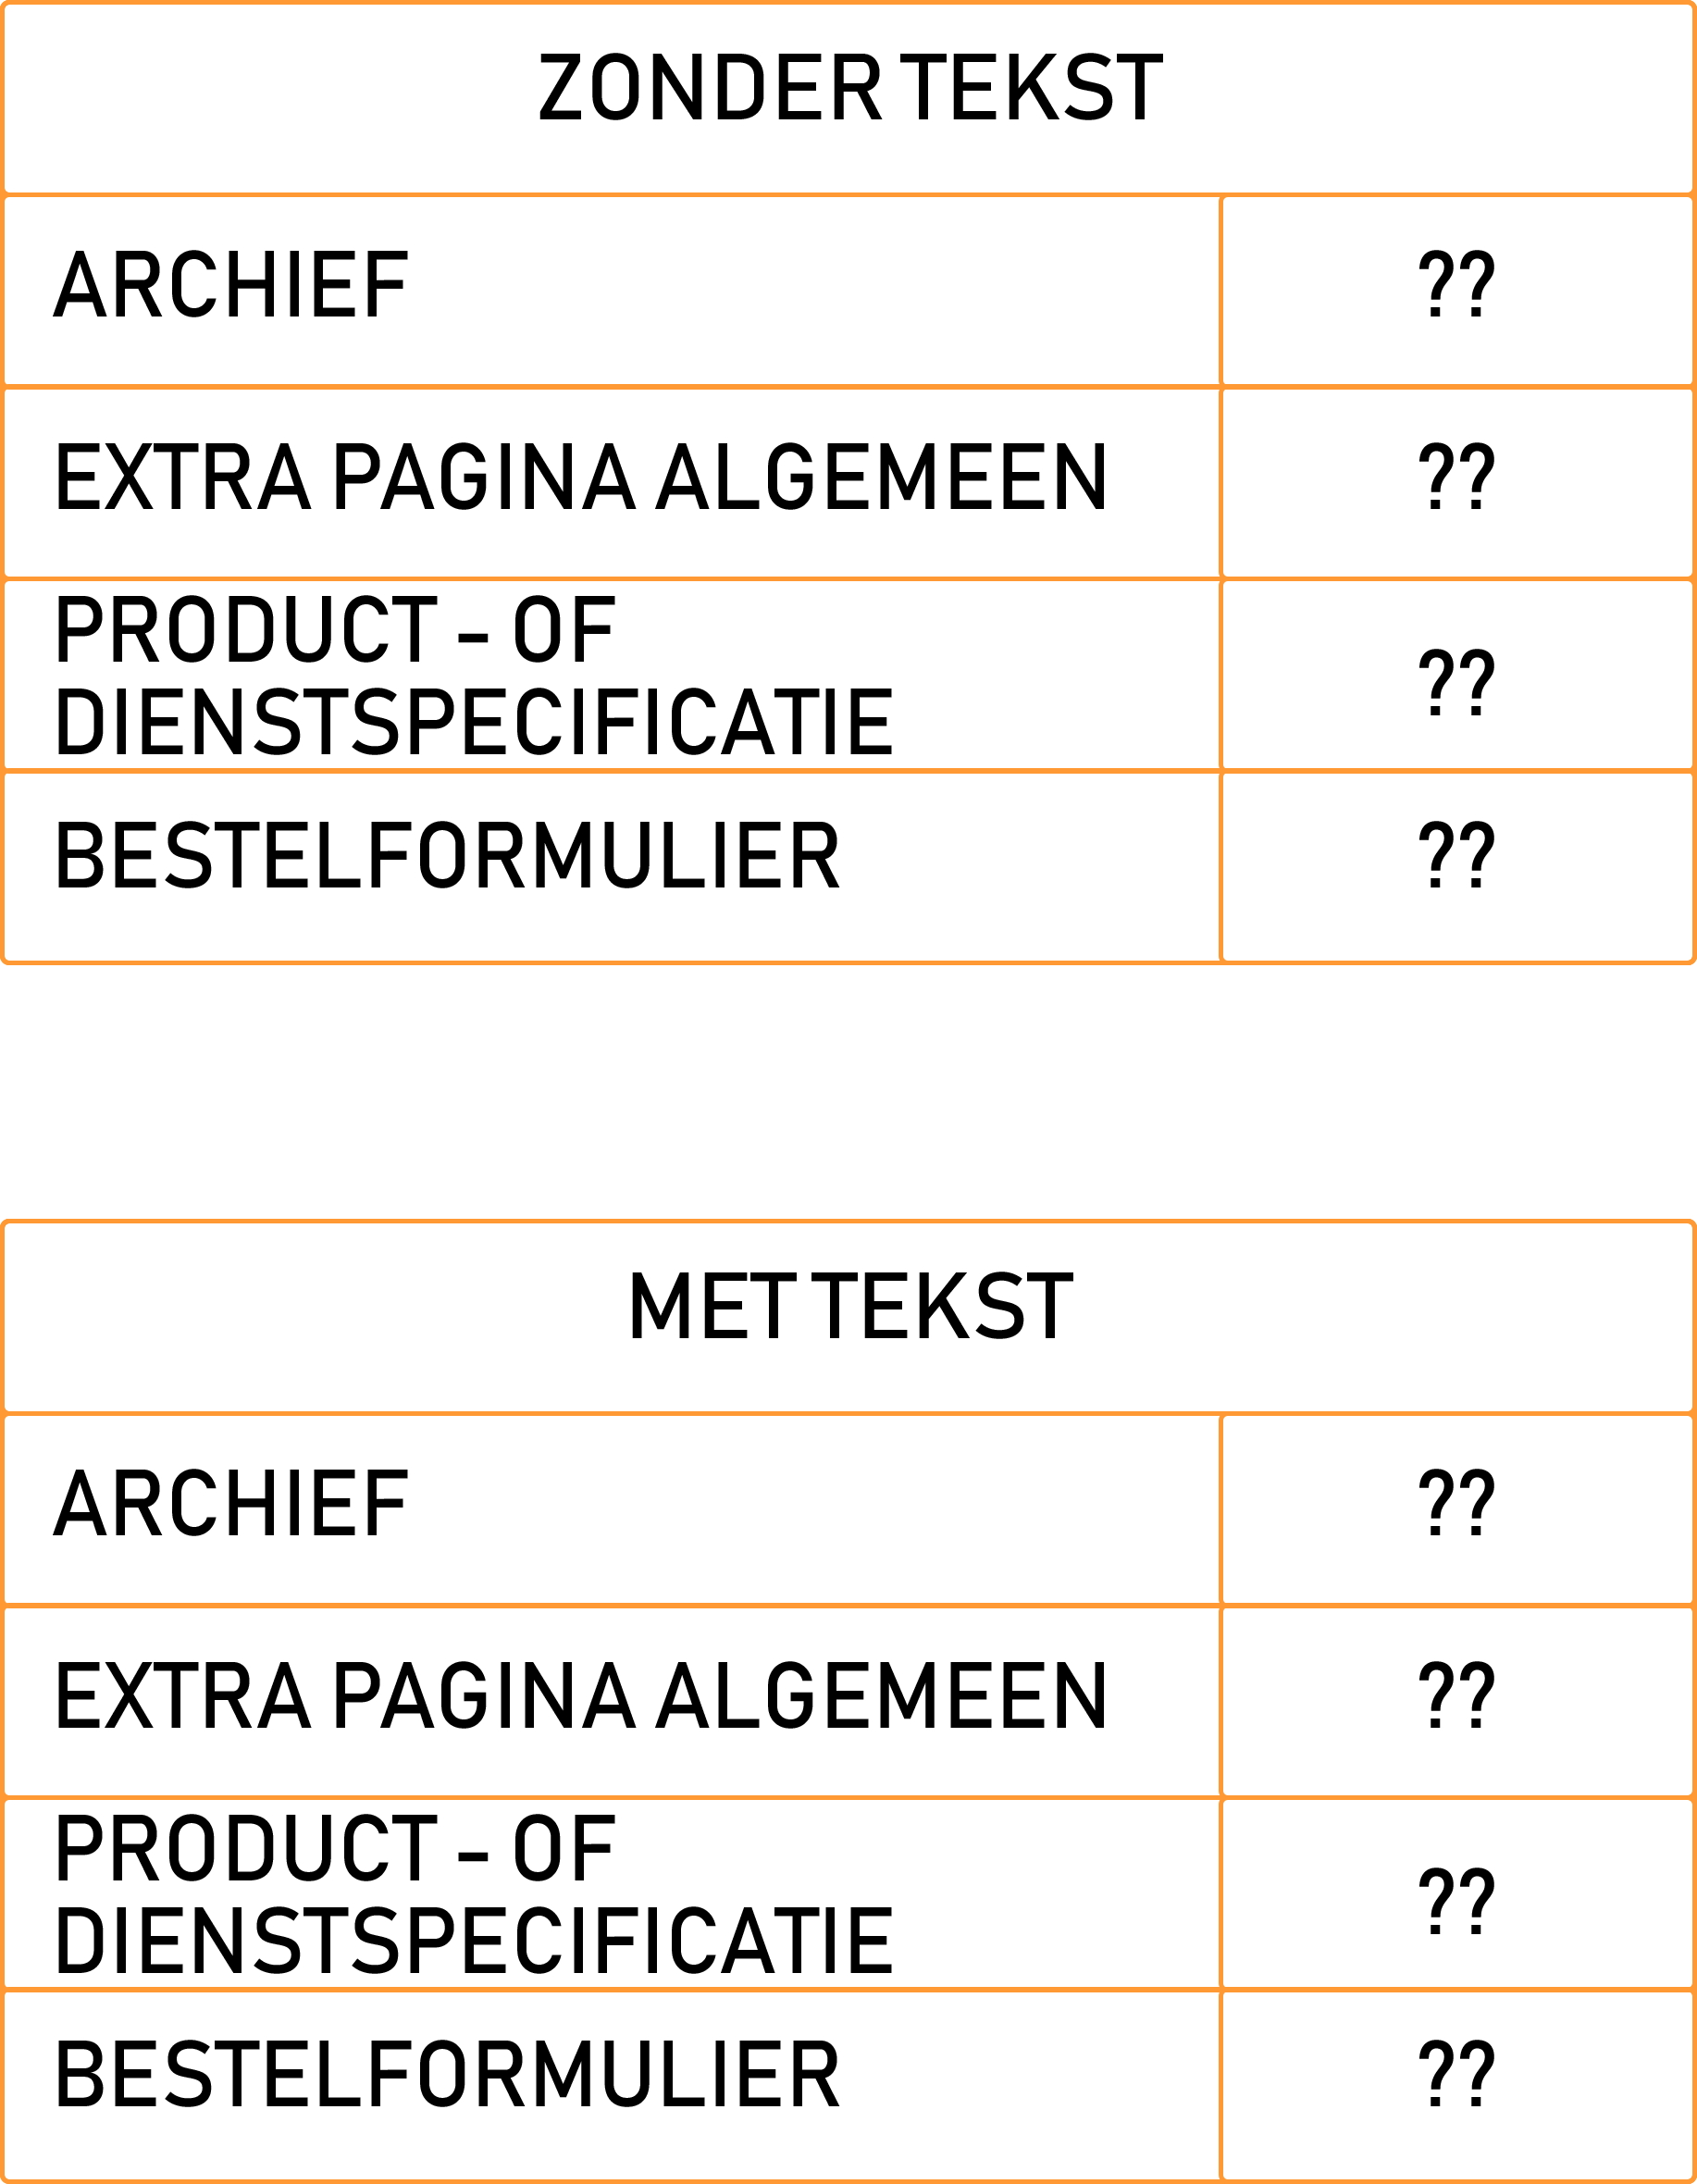 ZONDER TEKST
ARCHIEF ??
EXTRA PAGINA ALGEMEEN ??
PRODUCT - OF
DIENSTSPECIFICATIE ??
BESTELFORMULIER ??
MET TEKST
ARCHIEF ??
EXTRA PAGINA ALGEMEEN ??
PRODUCT - OF
DIENSTSPECIFICATIE ??
BESTELFORMULIER ??